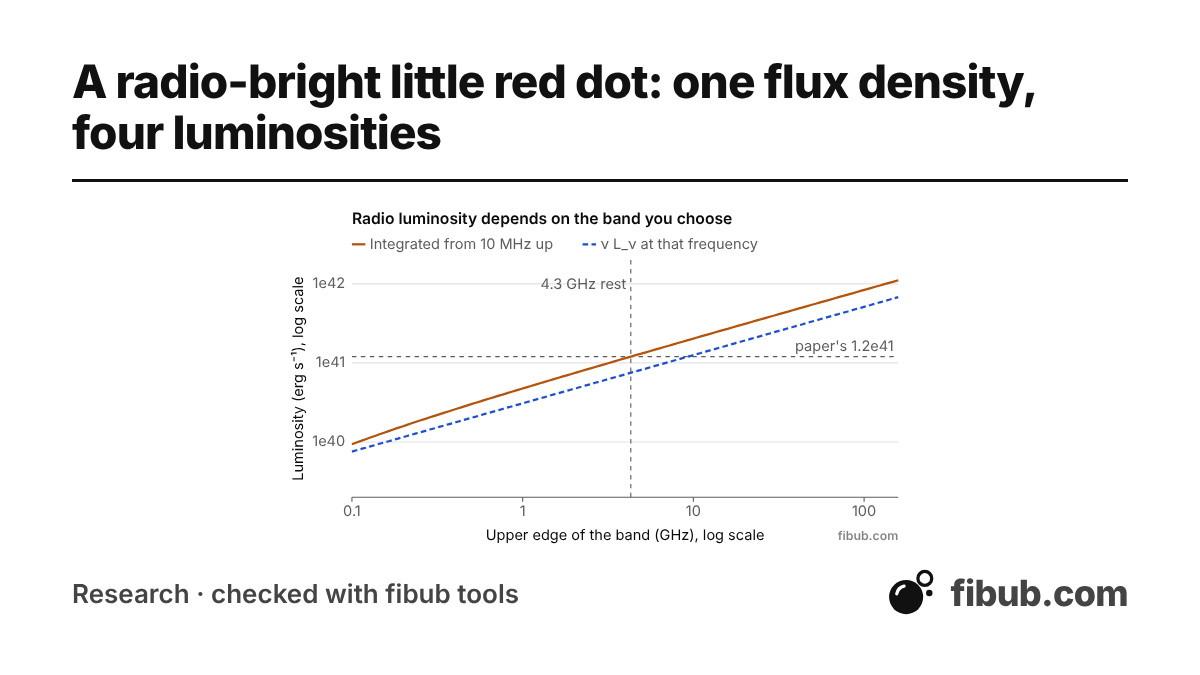 A radio-bright little red dot: one flux density,
four luminosities
Radio luminosity depends on the band you choose
Integrated from 10 MHz up
ν L_ν at that frequency
4.3 GHz rest
paper's 1.2e41
Luminosity (erg s⁻¹), log scale
1e42
1e41
1e40
0.1
1
10
100
Upper edge of the band (GHz), log scale
fibub.com
Research · checked with fibub tools
fibub.com